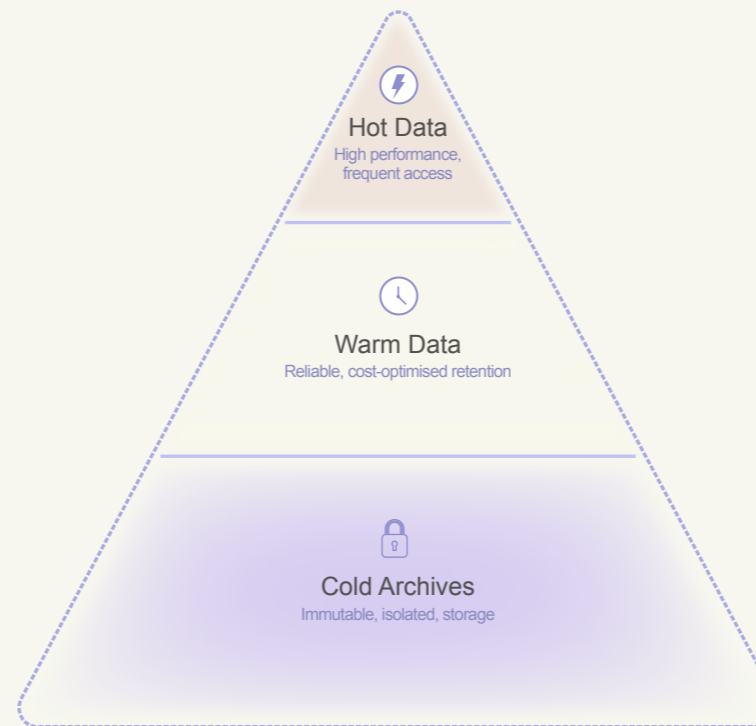 Hot Data
High performance,
frequent access
Warm Data
Reliable, cost-optimised retention
Cold Archives
Immutable, isolated, storage